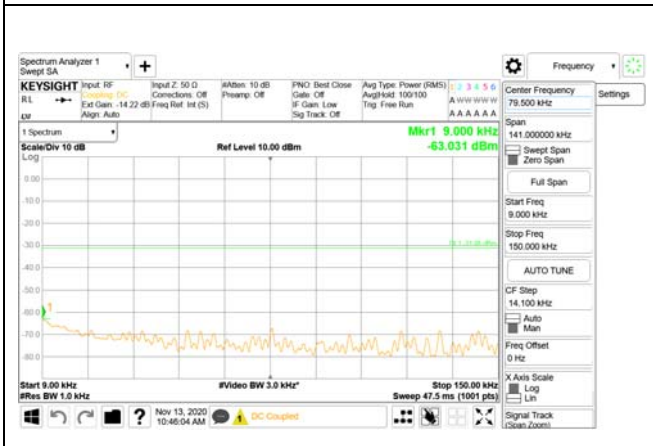 Spectrum Analyzer 1
Swept SA
+
Frequency
KEYSIGHT
RL
Input: RF
Coupling: DC
Ext Gain: -14.22 dB
Align: Auto
Input Z: 50 Ω
Corrections: Off
Freq Ref: Int (S)
#Atten: 10 dB
Preamp: Off
PNO: Best Close
Gate: Off
IF Gain: Low
Sig Track: Off
Avg Type: Power (RMS)
Avg|Hold: 100/100
Trig: Free Run
1 2 3 4 5 6
A W W W W W
A A A A A A
Settings
Center Frequency
79.500 kHz
Span
141.000000 kHz
Swept Span
Zero Span
Full Span
Start Freq
9.000 kHz
Stop Freq
150.000 kHz
AUTO TUNE
CF Step
14.100 kHz
Auto
Man
Freq Offset
0 Hz
X Axis Scale
Log
Lin
Signal Track
(Span Zoom)
1 Spectrum
Scale/Div 10 dB
Ref Level 10.00 dBm
Mkr1 9.000 kHz
-63.031 dBm
Log
0.00
-10.0
-20.0
-30.0
-40.0
-50.0
-60.0
-70.0
-80.0
1
Start 9.00 kHz
#Video BW 3.0 kHz*
Stop 150.00 kHz
#Res BW 1.0 kHz
Sweep 47.5 ms (1001 pts)
?
Nov 13, 2020
10:46:04 AM
DC Coupled